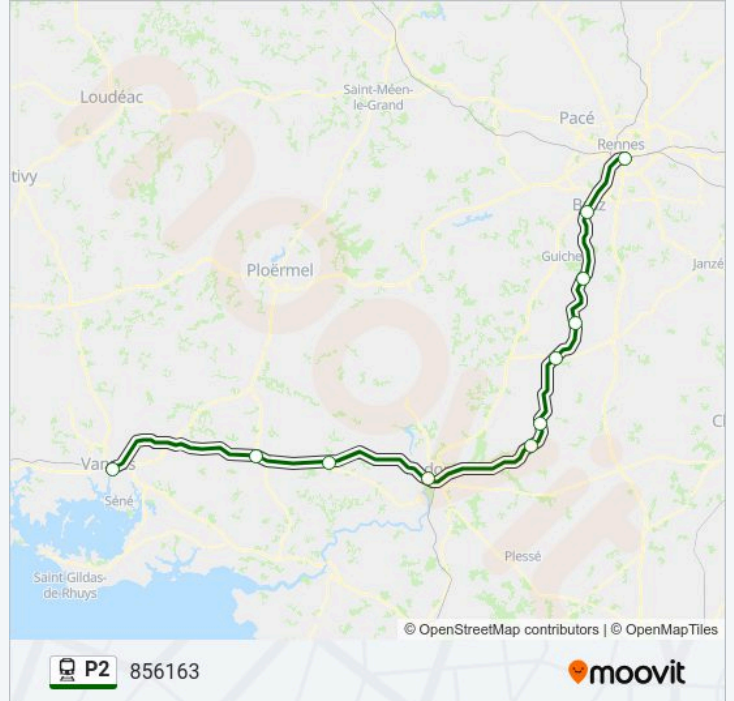 Loudéac
Saint-Méen-
le-Grand
Pacé
Rennes
tivy
Guiche
Janzé
Ploërmel
Séné
Plessé
Saint-Gildas-
de-Rhuys
© OpenStreetMap contributors | © OpenMapTiles
P2 856163
moovit